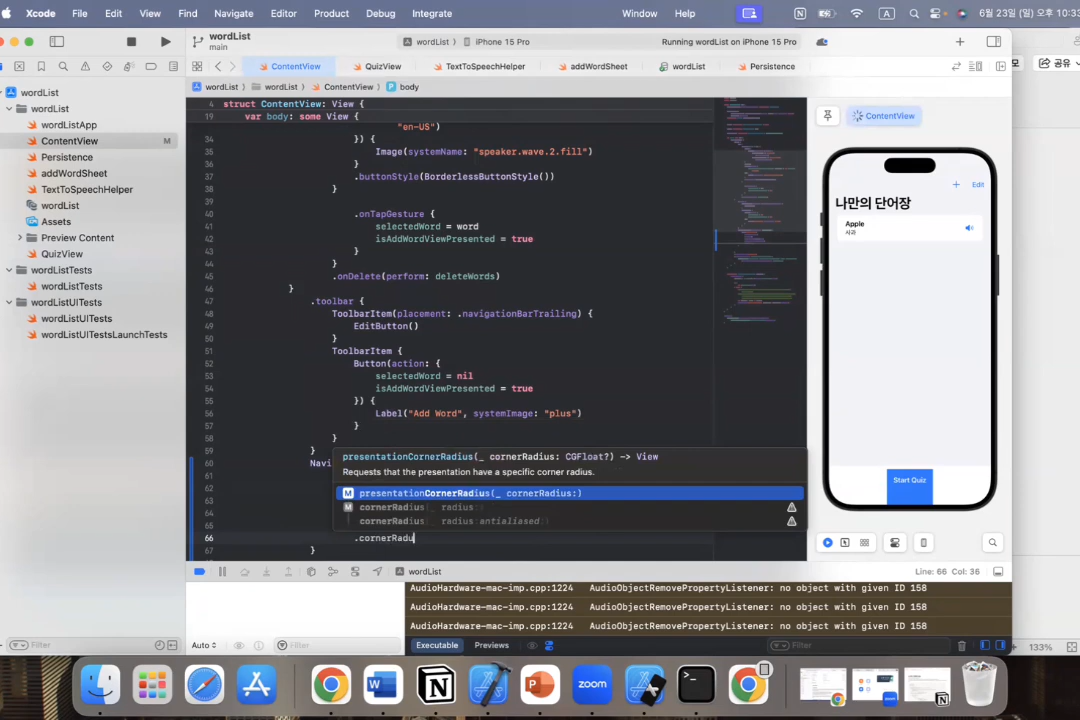 Xcode File Edit View Find Navigate Editor Product Debug Integrate Window Help A 6월 23일 (일) 오후 10:33
wordList
main
wordList 〉 iPhone 15 Pro
Running wordList on iPhone 15 Pro
공유
ContentView QuizView TextToSpeechHelper addWordSheet wordList Persistence
wordList 〉 wordList 〉 ContentView 〉 body
wordList
wordList
wordListApp
ContentView M
Persistence
addWordSheet
TextToSpeechHelper
wordList
Assets
Preview Content
QuizView
wordListTests
wordListTests
wordListUITests
wordListUITests
wordListUITestsLaunchTests
4 struct ContentView: View {
19 var body: some View {
"en-US")
34 }) {
35 Image(systemName: "speaker.wave.2.fill")
36 }
37 .buttonStyle(BorderlessButtonStyle())
38 }
39
40 .onTapGesture {
41 selectedWord = word
42 isAddWordViewPresented = true
43 }
44 }
45 .onDelete(perform: deleteWords)
46 }
47 .toolbar {
48 ToolbarItem(placement: .navigationBarTrailing) {
49 EditButton()
50 }
51 ToolbarItem {
52 Button(action: {
53 selectedWord = nil
54 isAddWordViewPresented = true
55 }) {
56 Label("Add Word", systemImage: "plus")
57 }
58 }
59 }
60 Navi
61
62
63
64
65
66 .cornerRadu
67 }
presentationCornerRadius(_ cornerRadius: CGFloat?) -> View
Requests that the presentation have a specific corner radius.
M presentationCornerRadius(_ cornerRadius:)
M cornerRadius(_ radius:)
cornerRadius(_ radius:antialiased:)
ContentView
+ Edit
나만의 단어장
Apple
사과
Start Quiz
wordList
Line: 66 Col: 36
AudioHardware-mac-imp.cpp:1224 AudioObjectRemovePropertyListener: no object with given ID 158
AudioHardware-mac-imp.cpp:1224 AudioObjectRemovePropertyListener: no object with given ID 158
AudioHardware-mac-imp.cpp:1224 AudioObjectRemovePropertyListener: no object with given ID 158
Filter
Auto
Filter
Executable Previews
Filter
133%
zoom